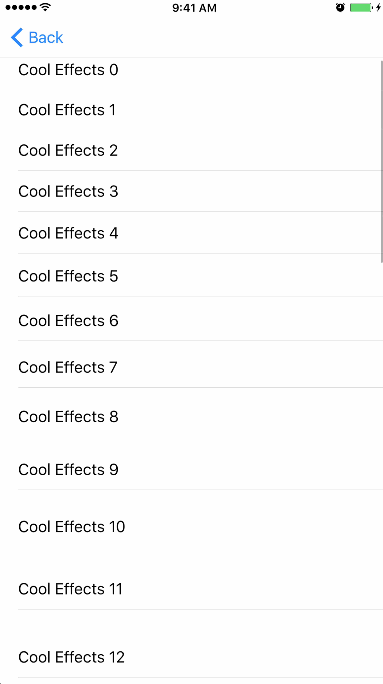 9:41 AM
Back
Cool Effects 0
Cool Effects 1
Cool Effects 2
Cool Effects 3
Cool Effects 4
Cool Effects 5
Cool Effects 6
Cool Effects 7
Cool Effects 8
Cool Effects 9
Cool Effects 10
Cool Effects 11
Cool Effects 12